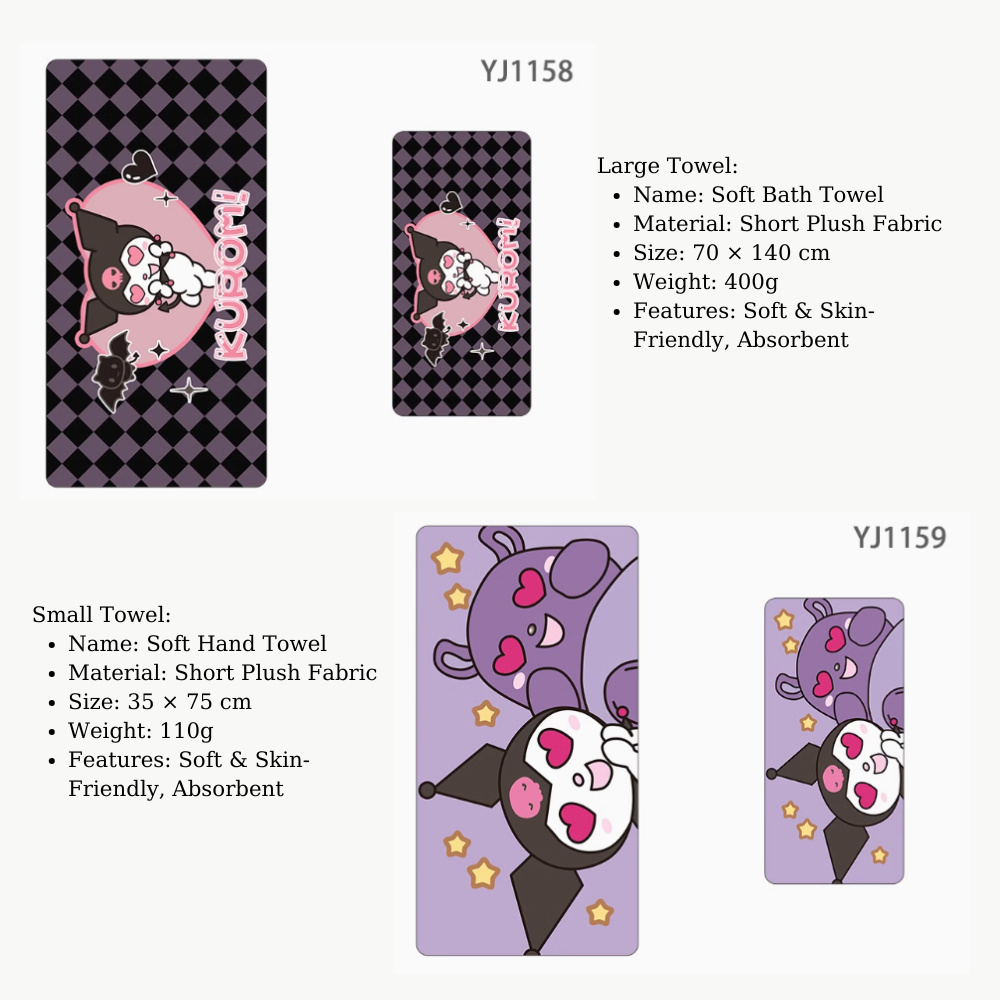 YJ1158
KUROMI
KUROMI
Large Towel:
• Name: Soft Bath Towel
• Material: Short Plush Fabric
• Size: 70 × 140 cm
• Weight: 400g
• Features: Soft & Skin-
Friendly, Absorbent
YJ1159
Small Towel:
• Name: Soft Hand Towel
• Material: Short Plush Fabric
• Size: 35 × 75 cm
• Weight: 110g
• Features: Soft & Skin-
Friendly, Absorbent